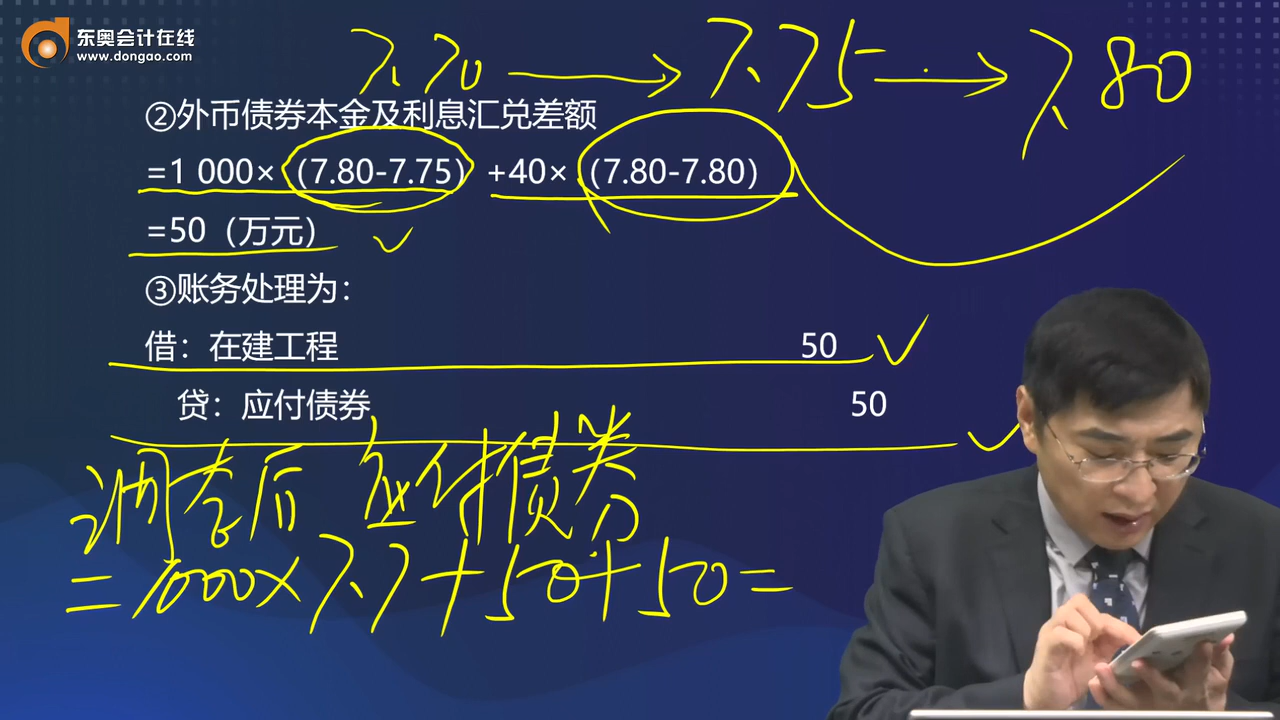 东奥会计在线
www.dongao.com
7.70 → 7.75 → 7.80
②外币债券本金及利息汇兑差额
=1 000×（7.80-7.75）+40×（7.80-7.80）
=50（万元）
③账务处理为：
借：在建工程 50
贷：应付债券 50
调整后 应付债券
=1000×7.7+50+50=